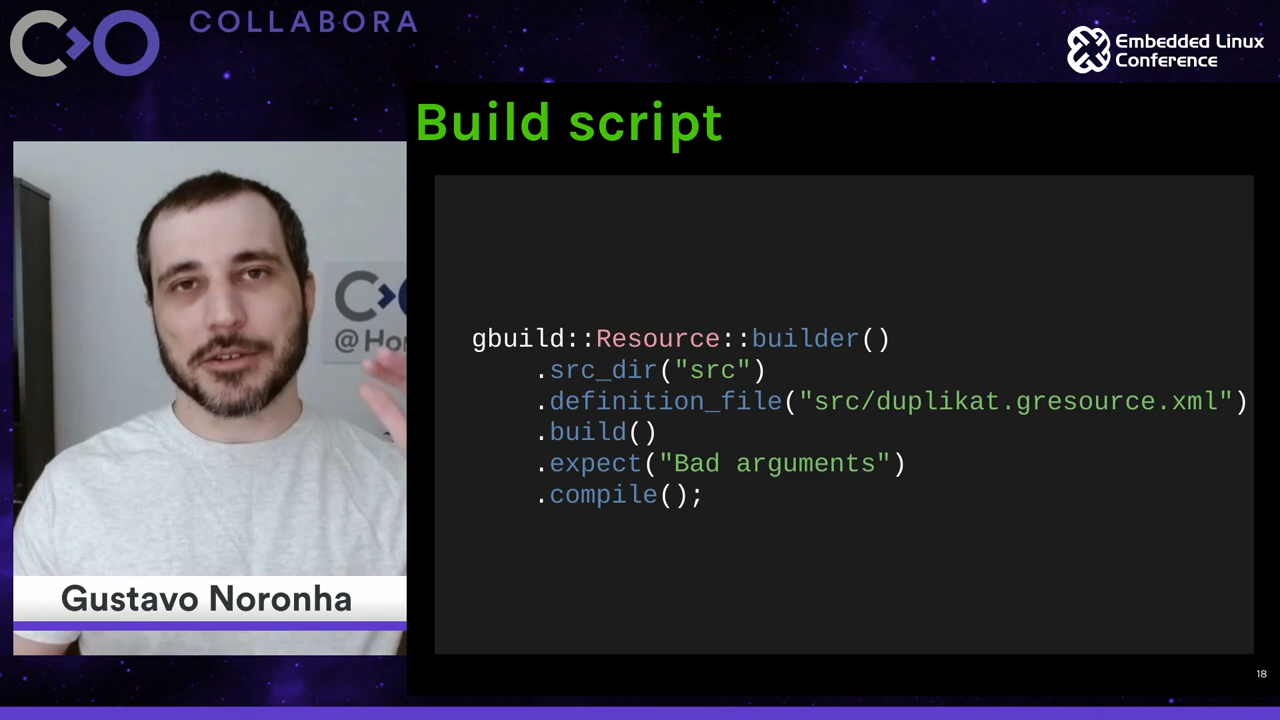 COLLABORA
Embedded Linux
Conference
Build script
@Hom
gbuild::Resource::builder()
.src_dir("src")
.definition_file("src/duplikat.gresource.xml")
.build()
.expect("Bad arguments")
.compile();
Gustavo Noronha
18